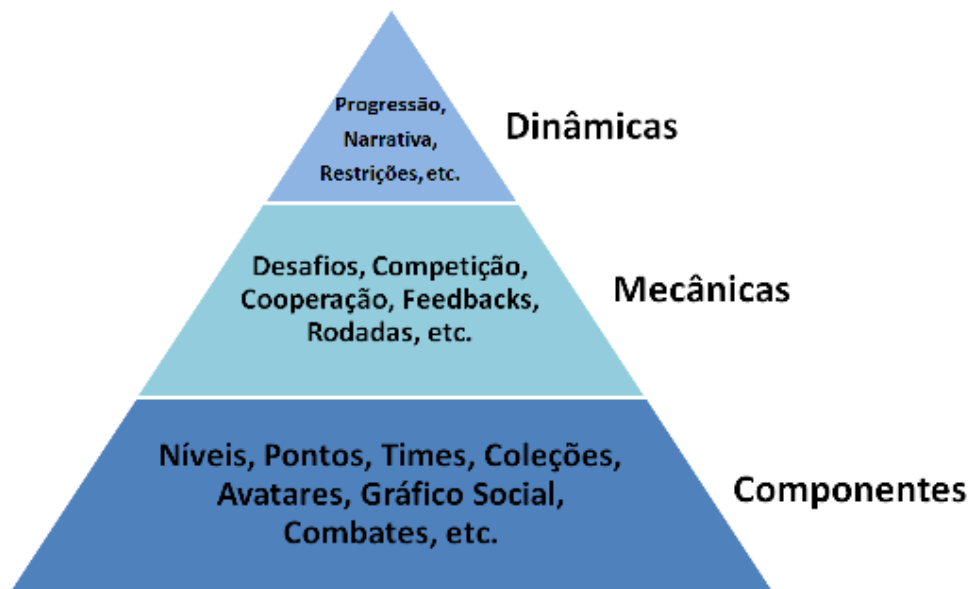 Progressão,
Narrativa,
Restrições, etc.
Dinâmicas
Desafios, Competição,
Cooperação, Feedbacks,
Rodadas, etc.
Mecânicas
Níveis, Pontos, Times, Coleções,
Avatares, Gráfico Social,
Combates, etc.
Componentes